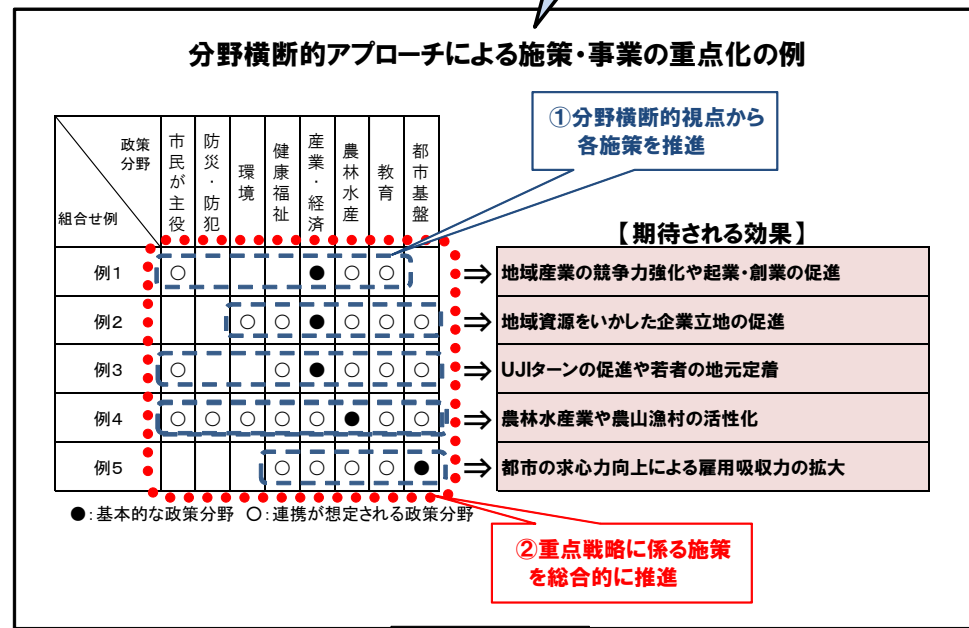 分野横断的アプローチによる施策・事業の重点化の例
①分野横断的視点から
各施策を推進
政策
分野
組合せ例
市民が主役
防災・防犯
環境
健康福祉
産業・経済
農林水産
教育
都市基盤
【期待される効果】
例1 ○ ● ○ ○ ⇒ 地域産業の競争力強化や起業・創業の促進
例2 ○ ○ ● ○ ○ ○ ⇒ 地域資源をいかした企業立地の促進
例3 ○ ○ ● ○ ○ ○ ⇒ UJIターンの促進や若者の地元定着
例4 ○ ○ ○ ○ ○ ● ○ ○ ⇒ 農林水産業や農山漁村の活性化
例5 ○ ○ ○ ○ ● ⇒ 都市の求心力向上による雇用吸収力の拡大
●:基本的な政策分野 ○:連携が想定される政策分野
②重点戦略に係る施策
を総合的に推進